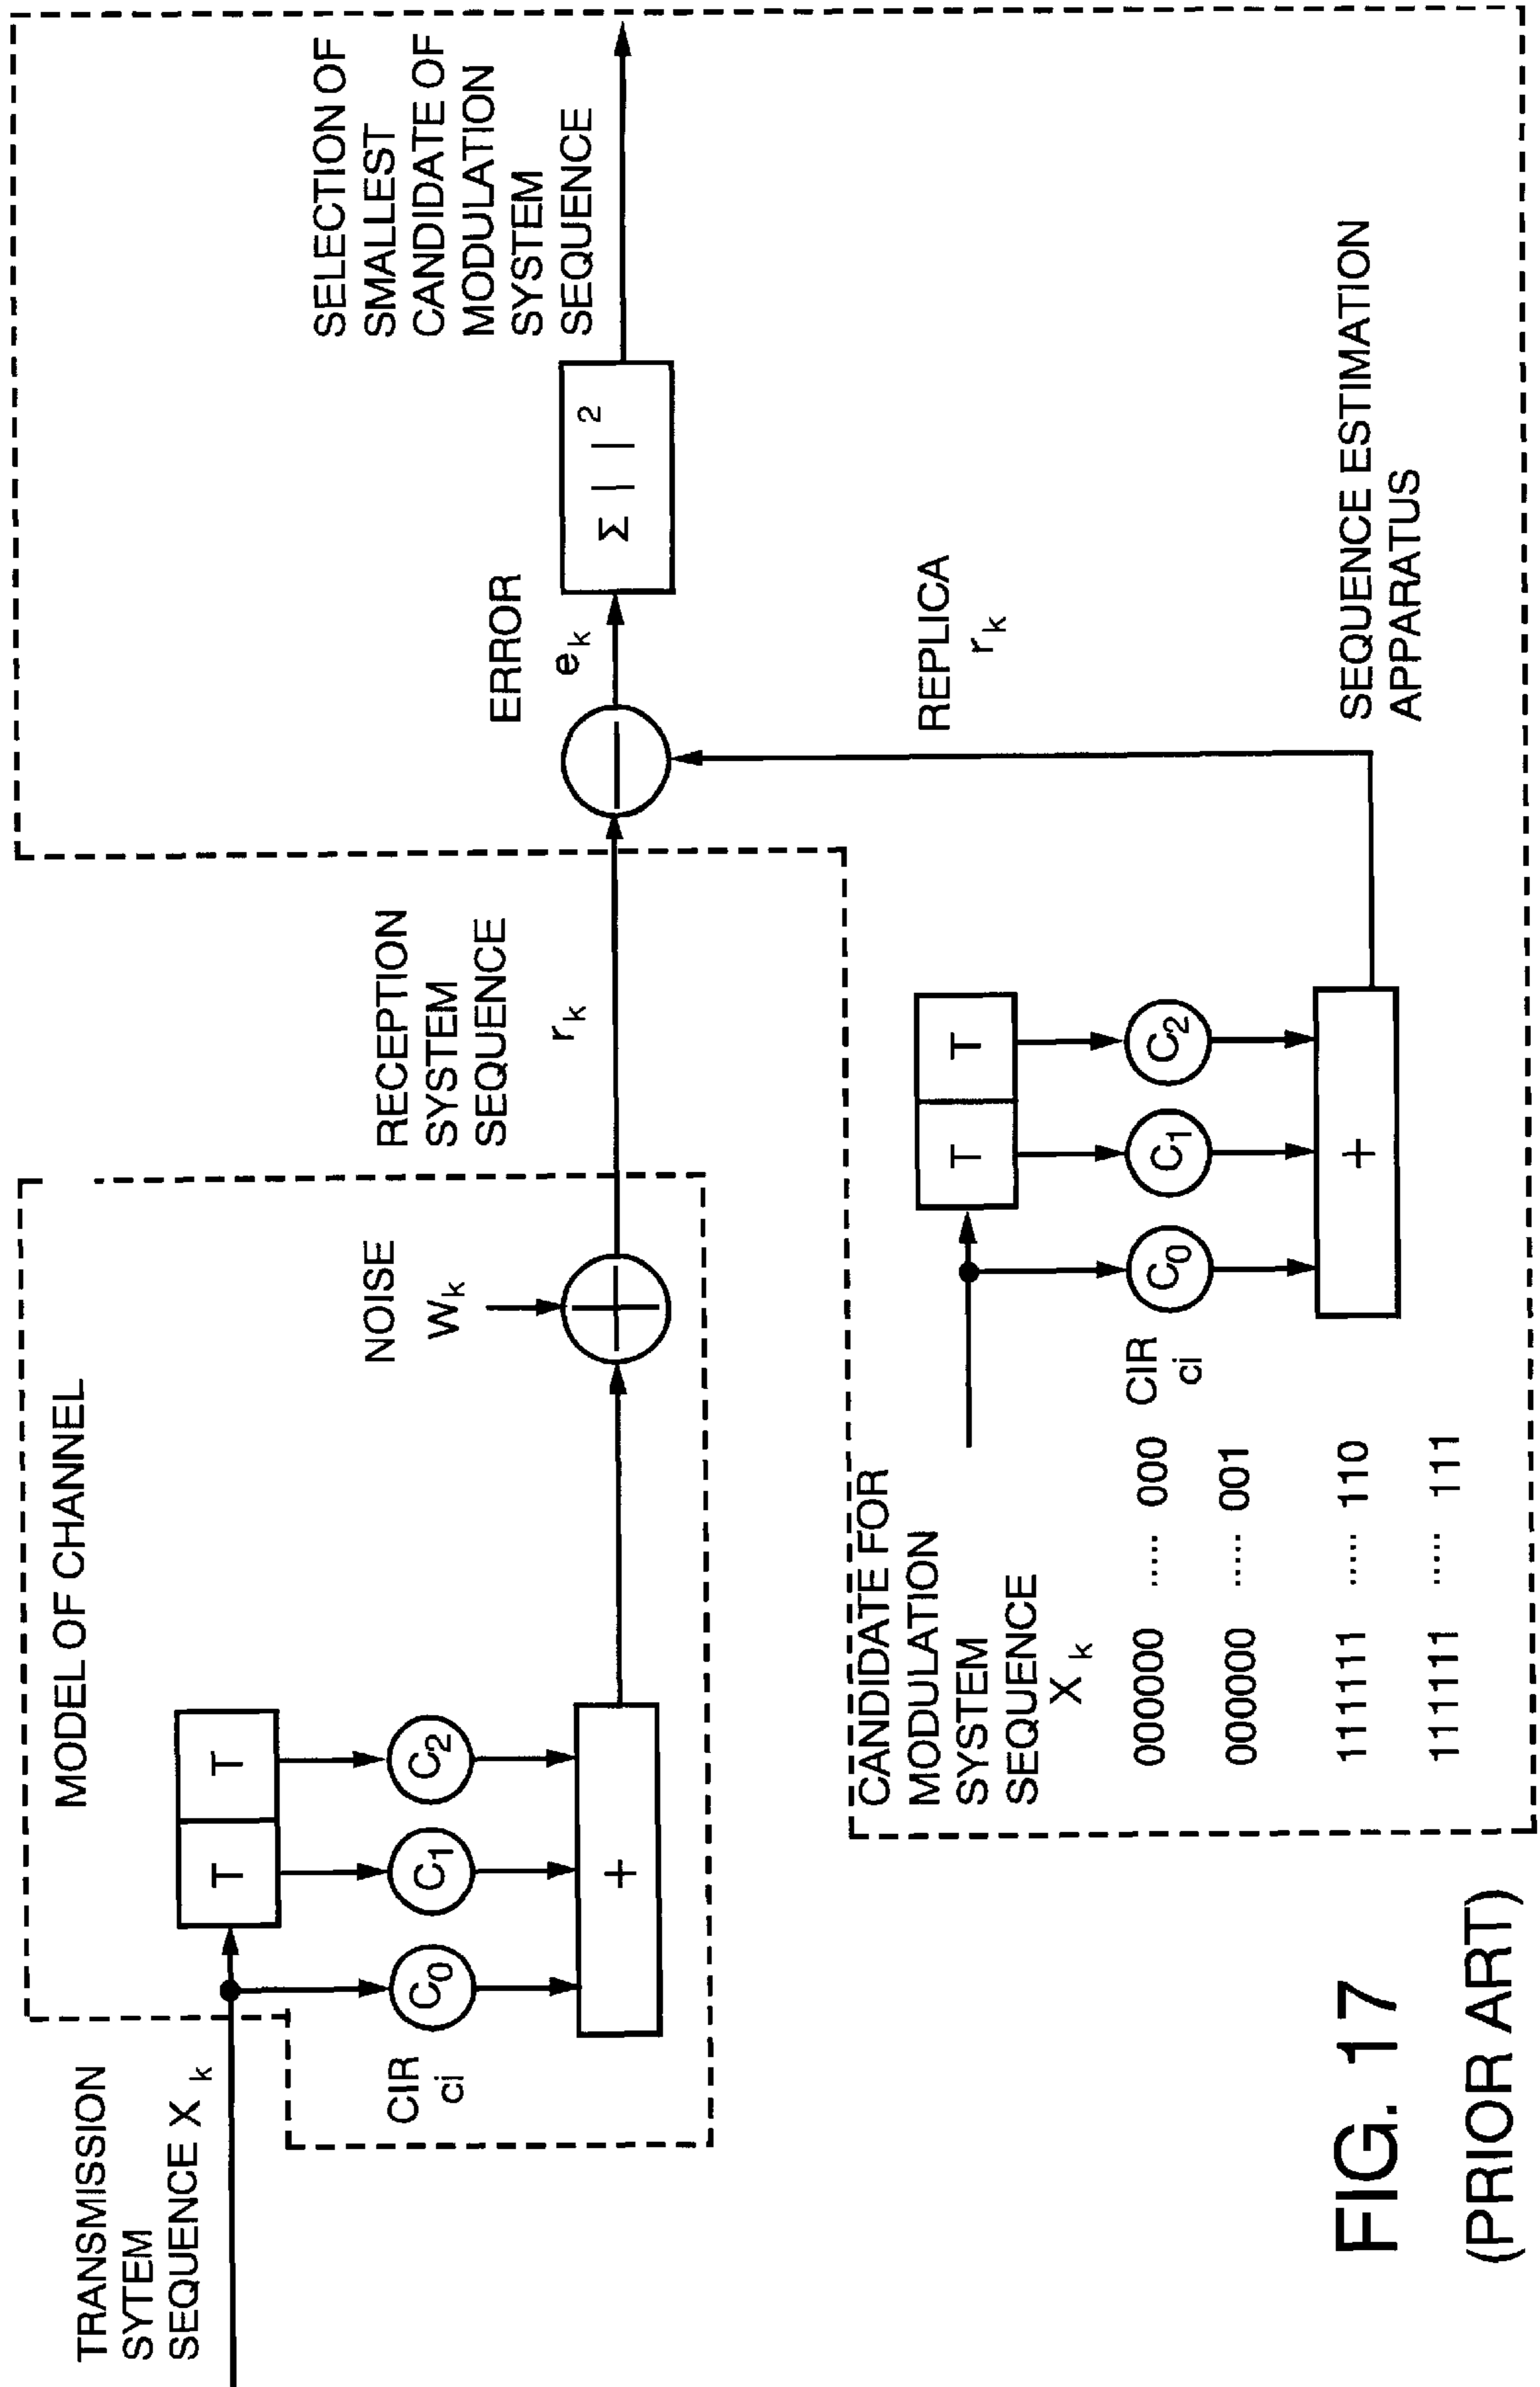 TRANSMISSION
SYTEM
SEQUENCE X k
MODEL OF CHANNEL
T T
CIR
ci
C0 C1 C2
+
NOISE
Wk
RECEPTION
SYSTEM
SEQUENCE
rk
ERROR
ek
Σ | | 2
SELECTION OF
SMALLEST
CANDIDATE OF
MODULATION
SYSTEM
SEQUENCE
REPLICA
rk
CANDIDATE FOR
MODULATION
SYSTEM
SEQUENCE
X k
000000 ..... 000
000000 ..... 001
111111 ..... 110
111111 ..... 111
T T
CIR
ci
C0 C1 C2
+
SEQUENCE ESTIMATION
APPARATUS
FIG. 17
(PRIOR ART)